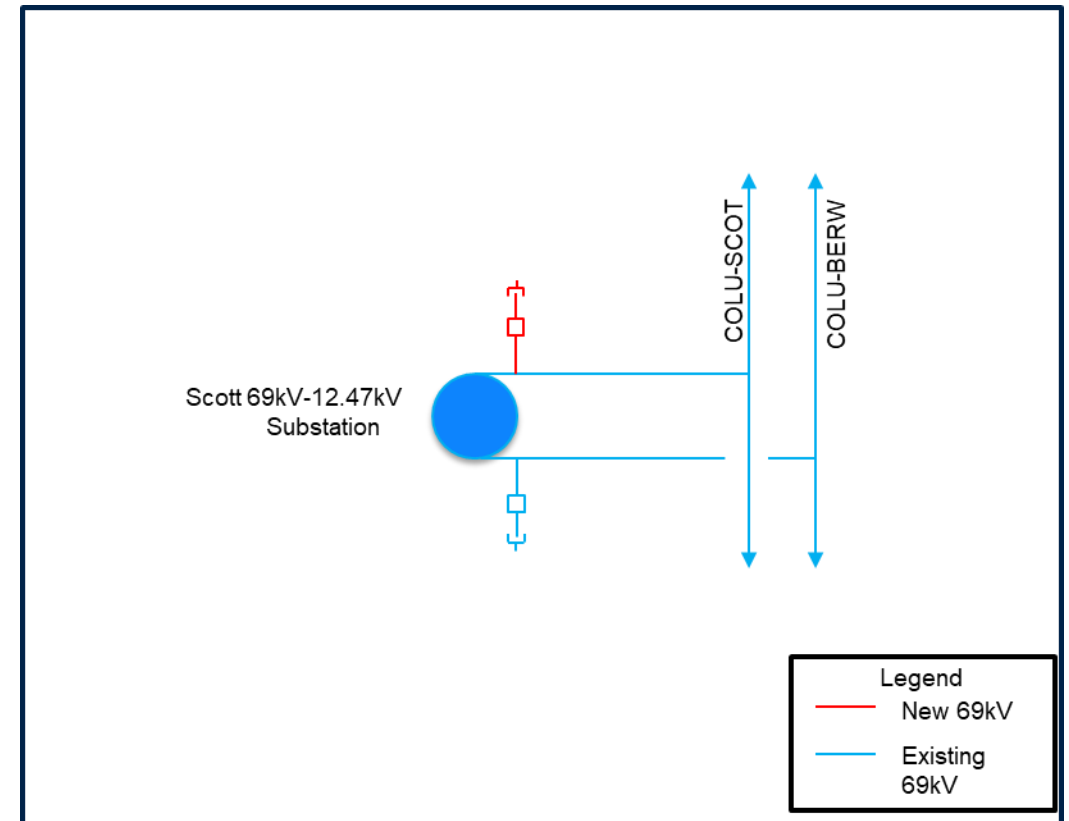 COLU-SCOT
COLU-BERW
Scott 69kV-12.47kV
Substation
Legend
New 69kV
Existing
69kV